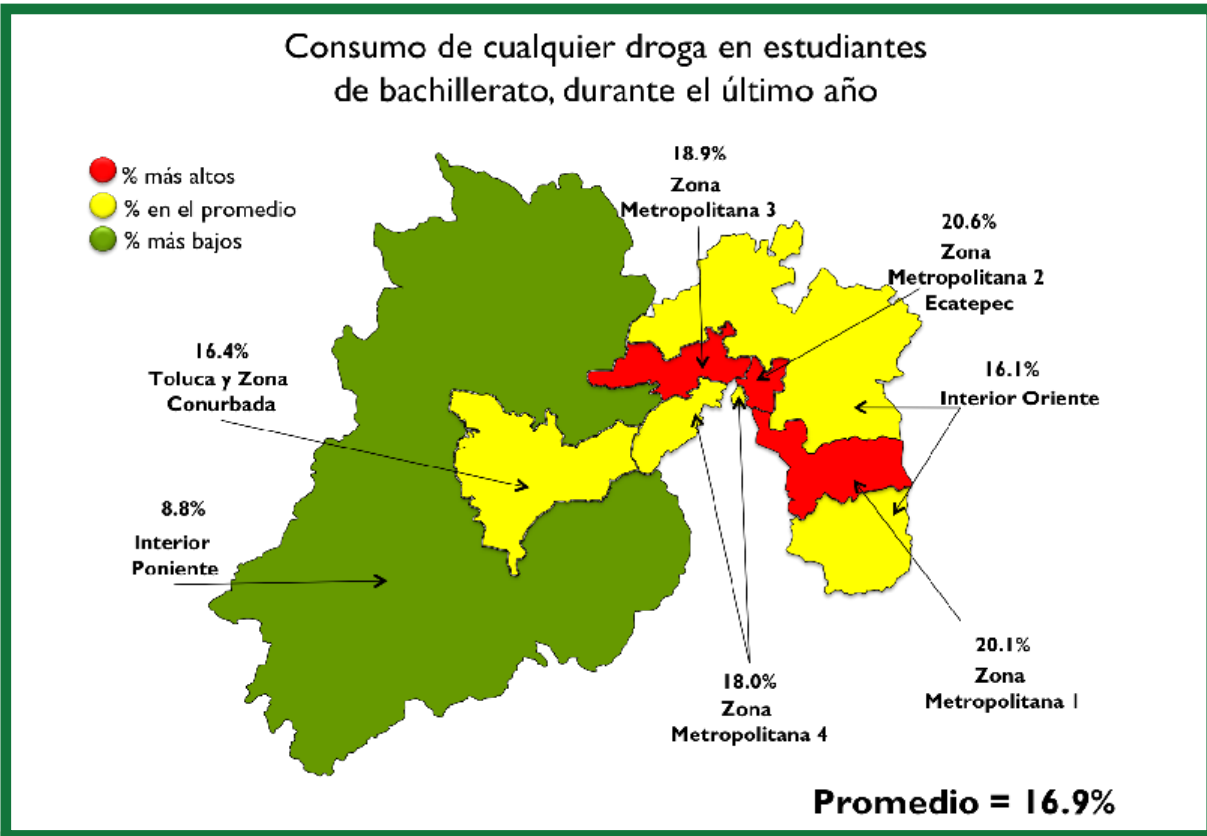 Consumo de cualquier droga en estudiantes
de bachillerato, durante el último año
% más altos
% en el promedio
% más bajos
18.9%
Zona
Metropolitana 3
20.6%
Zona
Metropolitana 2
Ecatepec
16.4%
Toluca y Zona
Conurbada
16.1%
Interior Oriente
8.8%
Interior
Poniente
20.1%
Zona
Metropolitana 1
18.0%
Zona
Metropolitana 4
Promedio = 16.9%